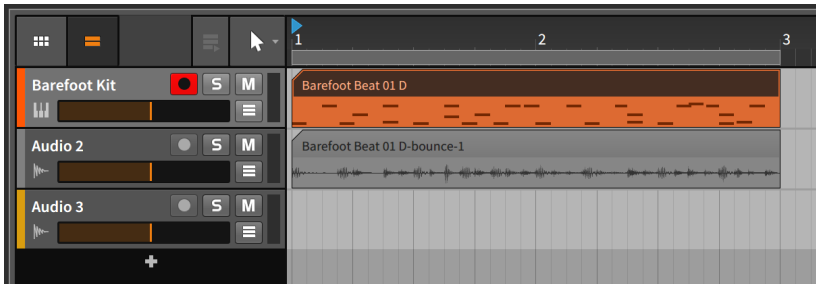 1 2 3
Barefoot Kit S M Barefoot Beat 01 D
Audio 2 S M Barefoot Beat 01 D-bounce-1
Audio 3 S M